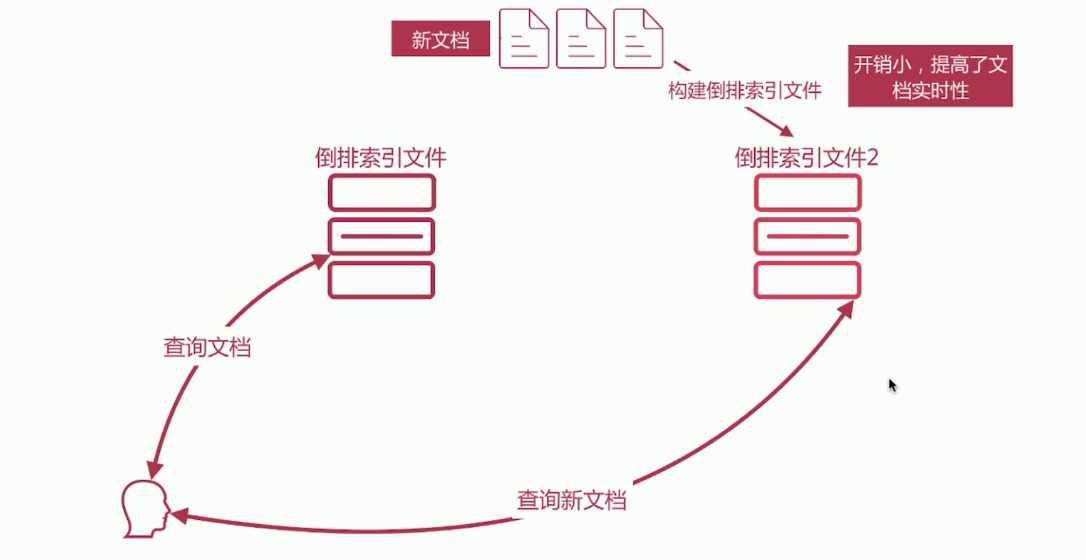 新文档
开销小，提高了文
档实时性
构建倒排索引文件
倒排索引文件
倒排索引文件2
查询文档
查询新文档